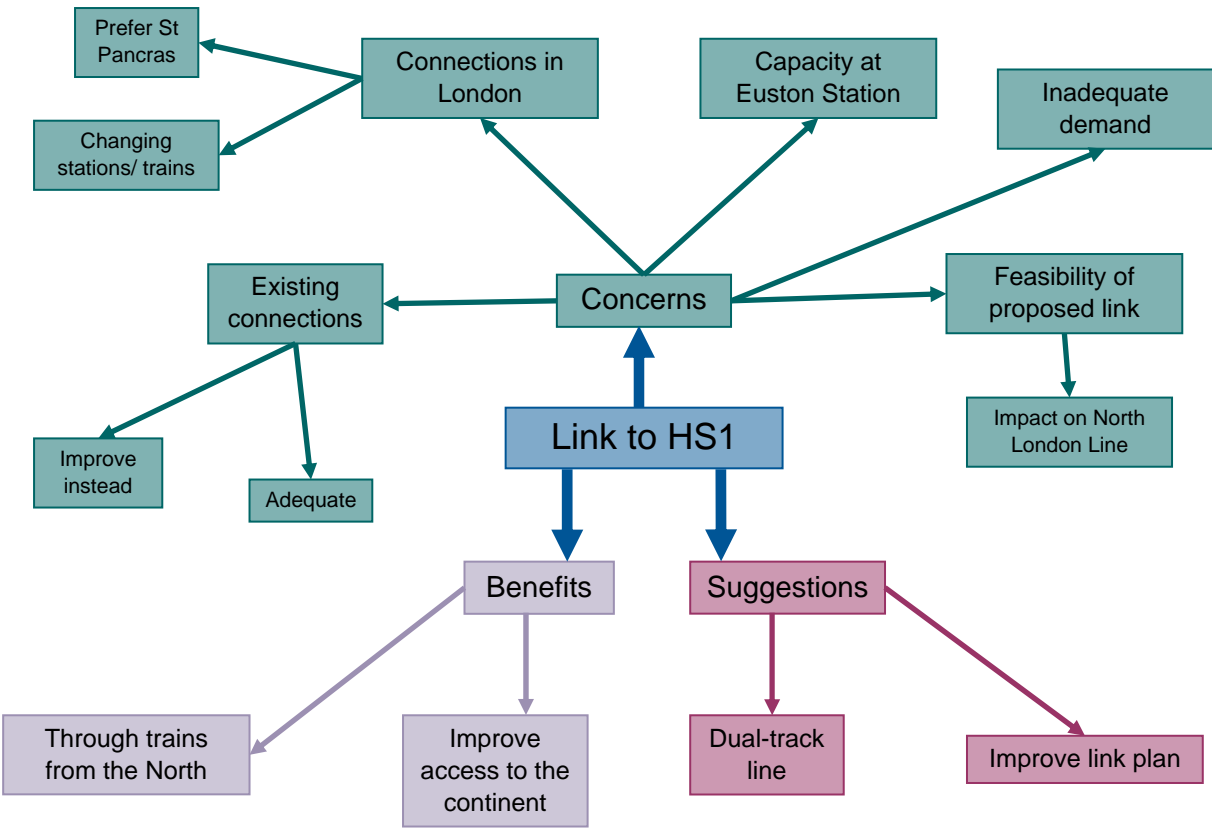 Prefer St
Pancras
Connections in
London
Capacity at
Euston Station
Inadequate
demand
Changing
stations/ trains
Existing
connections
Concerns
Feasibility of
proposed link
Improve
instead
Adequate
Link to HS1
Impact on North
London Line
Benefits
Suggestions
Through trains
from the North
Improve
access to the
continent
Dual-track
line
Improve link plan